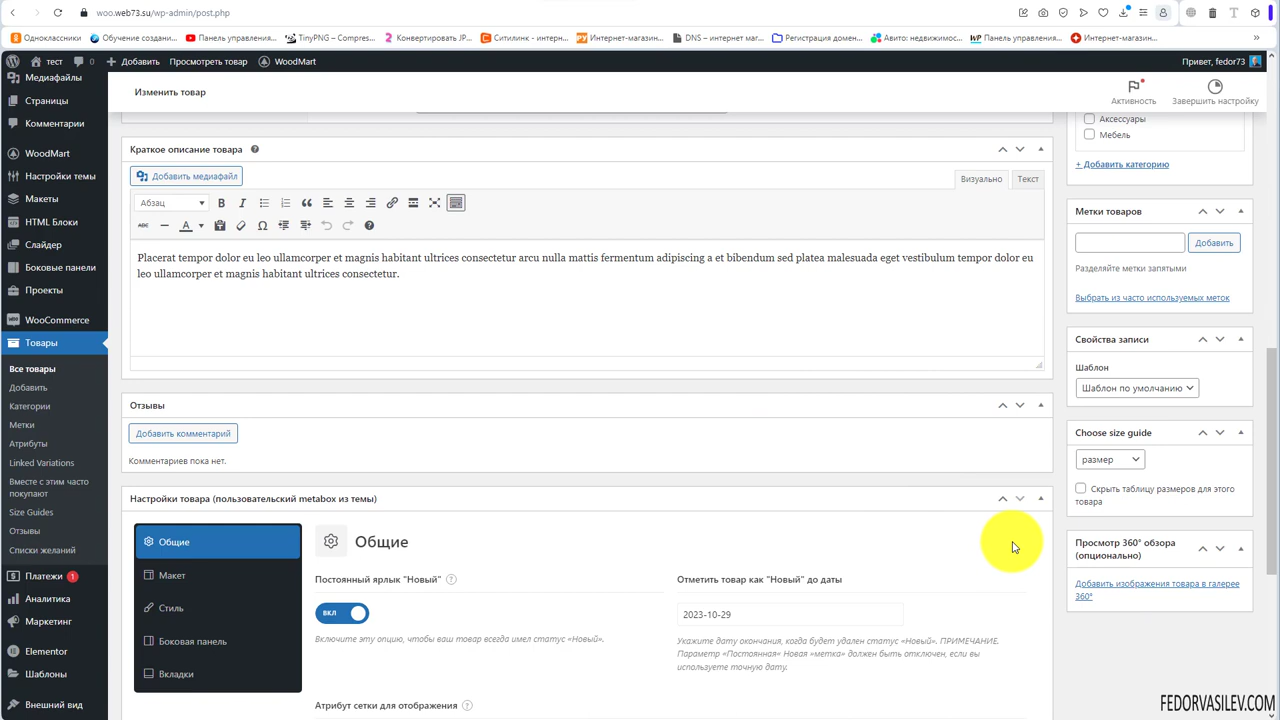 woo.web73.su/wp-admin/post.php
Одноклассники
Обучение создани...
Панель управления...
TinyPNG – Compres...
Конвертировать JP...
Ситилинк - интерн...
Интернет-магазин...
DNS – интернет маг...
Регистрация домен...
Авито: недвижимос...
Панель управления...
Интернет-магазин...
тест
0
Добавить
Просмотреть товар
WoodMart
Привет, fedor73
Медиафайлы
Страницы
Комментарии
WoodMart
Настройки темы
Макеты
HTML Блоки
Слайдер
Боковые панели
Проекты
WooCommerce
Товары
Все товары
Добавить
Категории
Метки
Атрибуты
Linked Variations
Вместе с этим часто
покупают
Size Guides
Отзывы
Списки желаний
Платежи 1
Аналитика
Маркетинг
Elementor
Шаблоны
Внешний вид
Изменить товар
Активность
Завершить настройку
Краткое описание товара
Добавить медиафайл
Визуально
Текст
Абзац
B
I
ABC
A
Placerat tempor dolor eu leo ullamcorper et magnis habitant ultrices consectetur arcu nulla mattis fermentum adipiscing a et bibendum sed platea malesuada eget vestibulum tempor dolor eu
leo ullamcorper et magnis habitant ultrices consectetur.
Отзывы
Добавить комментарий
Комментариев пока нет.
Настройки товара (пользовательский metabox из темы)
Общие
Макет
Стиль
Боковая панель
Вкладки
Общие
Постоянный ярлык "Новый"
ВКЛ
Включите эту опцию, чтобы ваш товар всегда имел статус «Новый».
Отметить товар как "Новый" до даты
2023-10-29
Укажите дату окончания, когда будет удален статус «Новый». ПРИМЕЧАНИЕ.
Параметр «Постоянная« Новая »метка» должен быть отключен, если вы
используете точную дату.
Атрибут сетки для отображения
Аксессуары
Мебель
+ Добавить категорию
Метки товаров
Добавить
Разделяйте метки запятыми
Выбрать из часто используемых меток
Свойства записи
Шаблон
Шаблон по умолчанию
Choose size guide
размер
Скрыть таблицу размеров для этого
товара
Просмотр 360° обзора
(опционально)
Добавить изображения товара в галерее
360°
FEDORVASILEV.COM